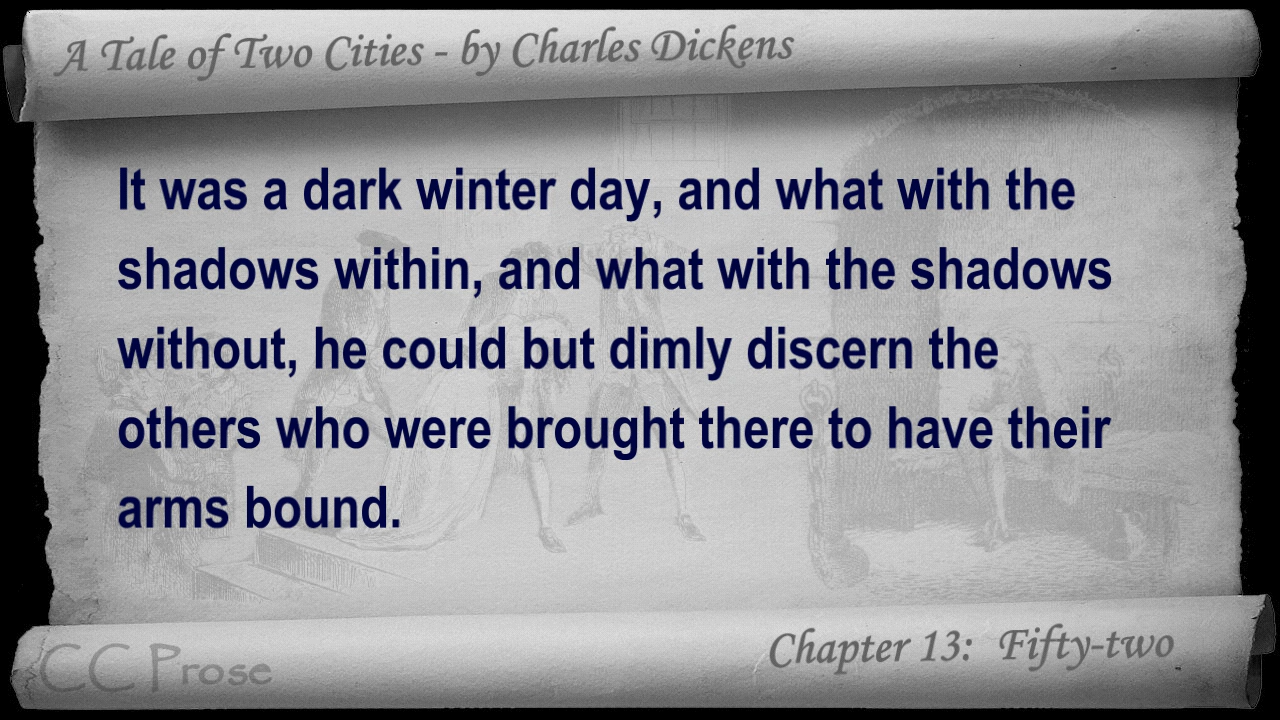 A Tale of Two Cities - by Charles Dickens
It was a dark winter day, and what with the
shadows within, and what with the shadows
without, he could but dimly discern the
others who were brought there to have their
arms bound.
Chapter 13: Fifty-two
CC Prose